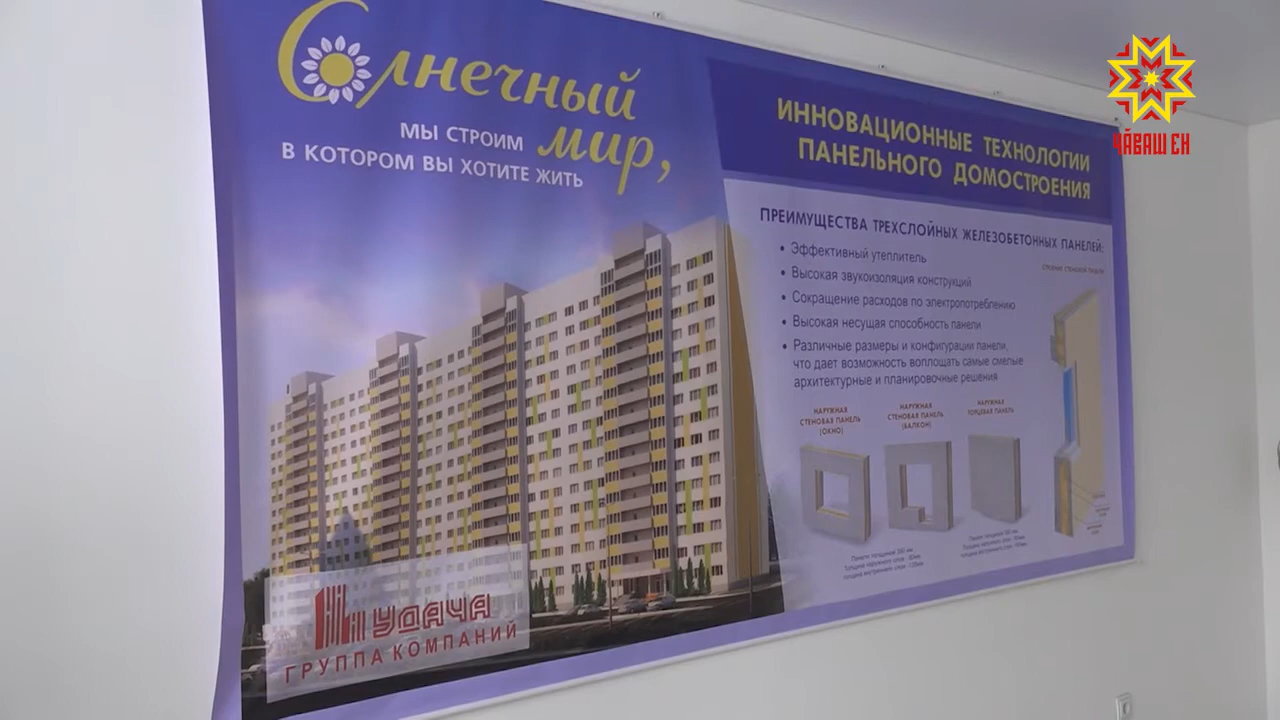 Солнечный
мы строим мир,
в котором вы хотите жить
УДАЧА
ГРУППА КОМПАНИЙ
ИННОВАЦИОННЫЕ ТЕХНОЛОГИИ
ПАНЕЛЬНОГО ДОМОСТРОЕНИЯ
ПРЕИМУЩЕСТВА ТРЕХСЛОЙНЫХ ЖЕЛЕЗОБЕТОННЫХ ПАНЕЛЕЙ:
• Эффективный утеплитель
• Высокая звукоизоляция конструкций
• Сокращение расходов по электропотреблению
• Высокая несущая способность панели
• Различные размеры и конфигурации панели,
что дает возможность воплощать самые смелые
архитектурные и планировочные решения
НАРУЖНАЯ
СТЕНОВАЯ ПАНЕЛЬ
(ОКНО)
НАРУЖНАЯ
СТЕНОВАЯ ПАНЕЛЬ
(БАЛКОН)
НАРУЖНАЯ
ТОРЦЕВАЯ ПАНЕЛЬ
ЧӐВАШ ЕН